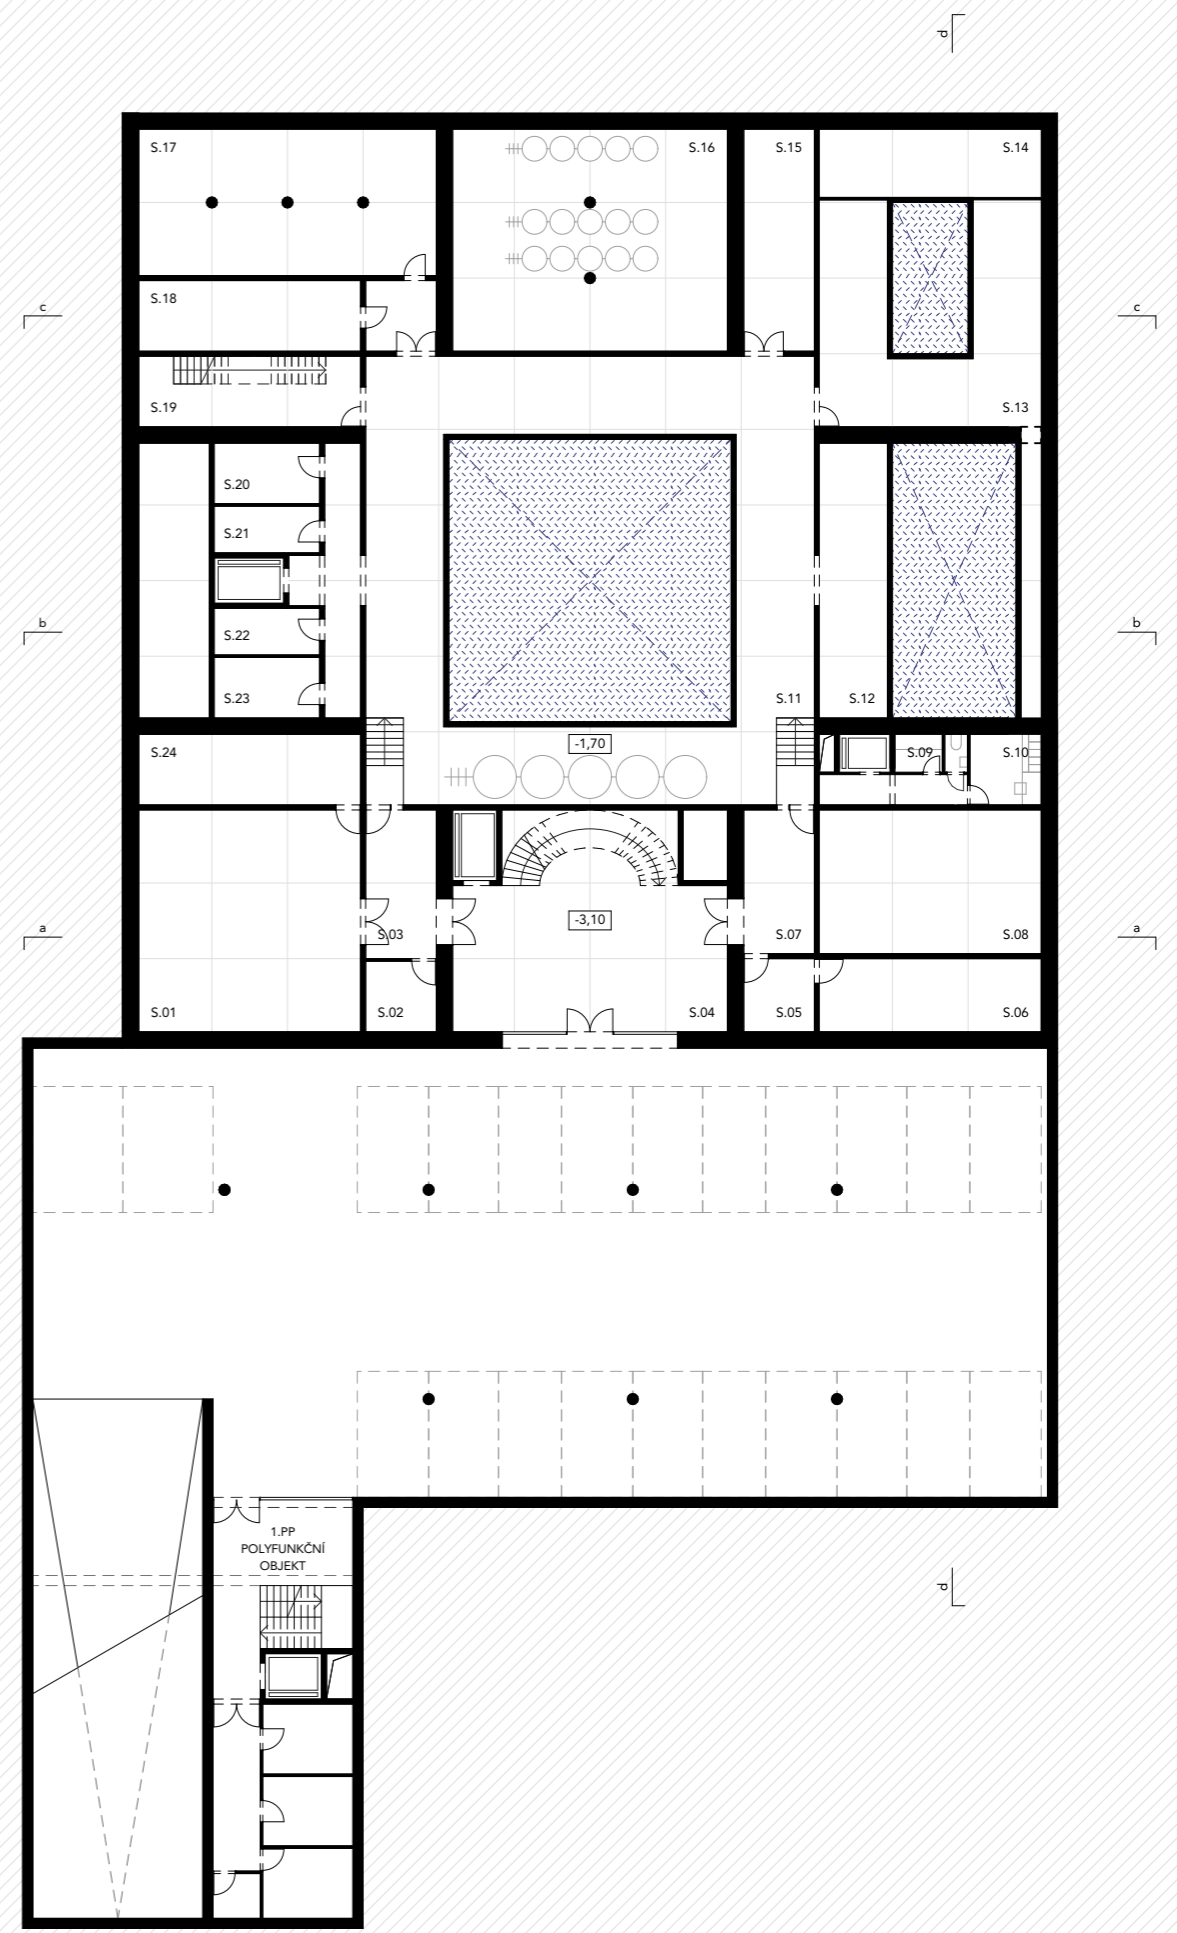 d
S.17
S.16
S.15
S.14
c
S.18
c
S.19
S.13
S.20
S.21
b
S.22
b
S.23
S.11
S.12
-1,70
S.24
S.09
S.10
-3,10
a
S.03
S.07
S.08
a
S.01
S.02
S.04
S.05
S.06
1.PP
POLYFUNKČNÍ
OBJEKT
d